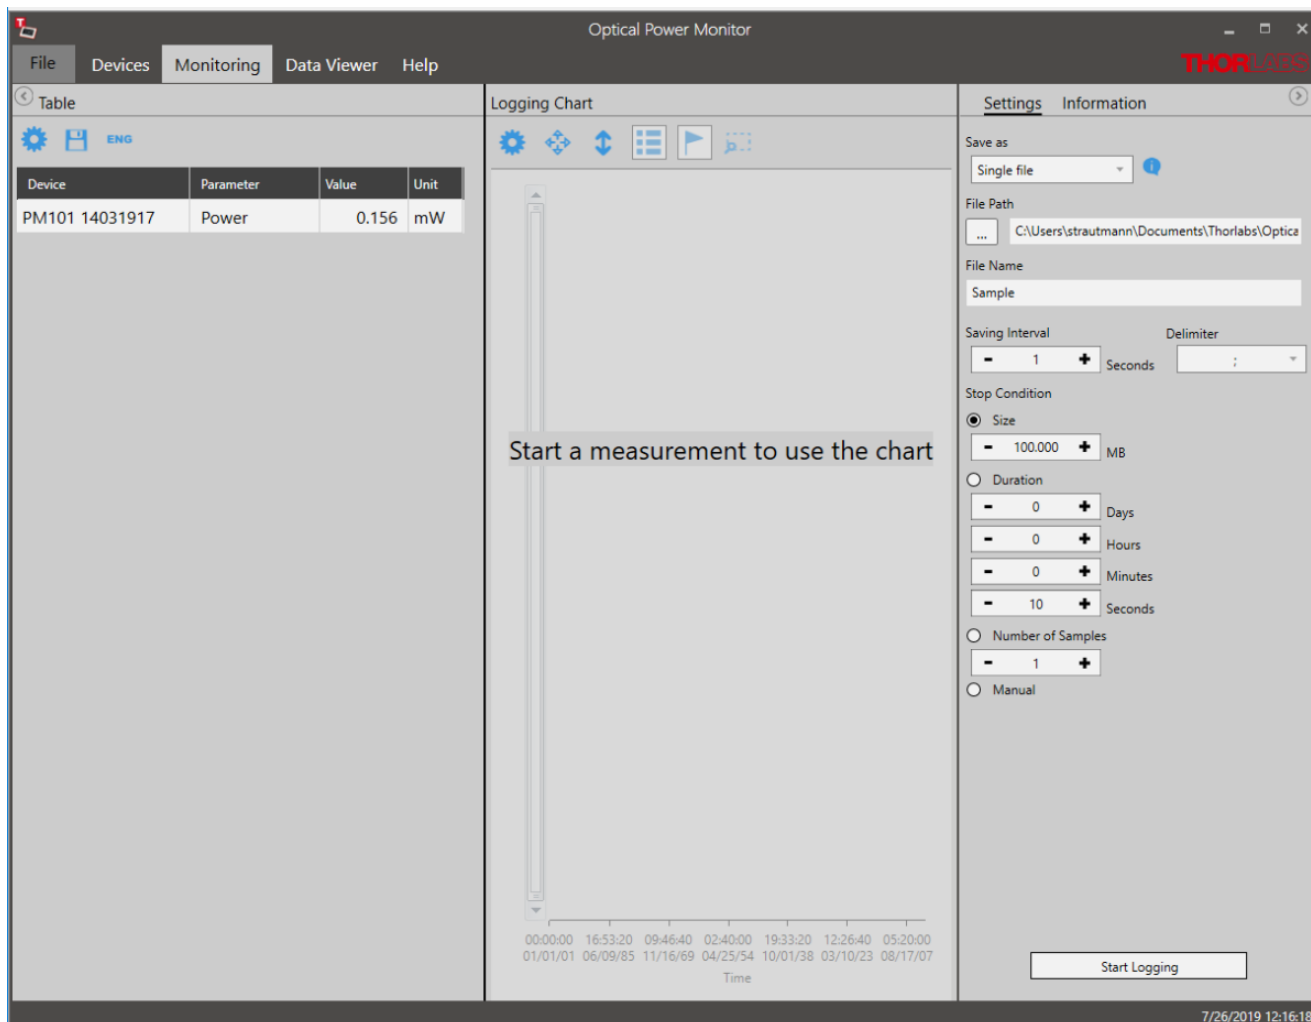 Optical Power Monitor
File Devices Monitoring Data Viewer Help
THORLABS
Table
ENG
Device Parameter Value Unit
PM101 14031917 Power 0.156 mW
Logging Chart
Start a measurement to use the chart
00:00:00 16:53:20 09:46:40 02:40:00 19:33:20 12:26:40 05:20:00
01/01/01 06/09/85 11/16/69 04/25/54 10/01/38 03/10/23 08/17/07
Time
Settings Information
Save as
Single file
File Path
... C:\Users\strautmann\Documents\Thorlabs\Optica
File Name
Sample
Saving Interval Delimiter
- 1 + Seconds ;
Stop Condition
Size
- 100.000 + MB
Duration
- 0 + Days
- 0 + Hours
- 0 + Minutes
- 10 + Seconds
Number of Samples
- 1 +
Manual
Start Logging
7/26/2019 12:16:18